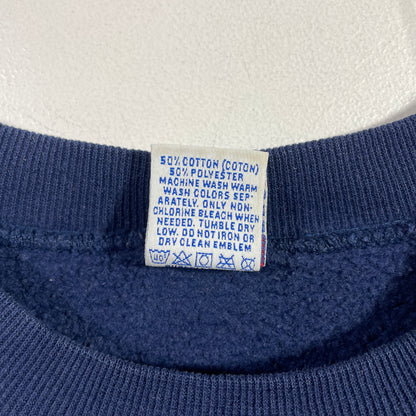 50% COTTON (COTON)
50% POLYESTER
MACHINE WASH WARM
WASH COLORS SEP-
ARATELY. ONLY NON-
CHLORINE BLEACH WHEN
NEEDED. TUMBLE DRY
LOW. DO NOT IRON OR
DRY CLEAN EMBLEM
40°